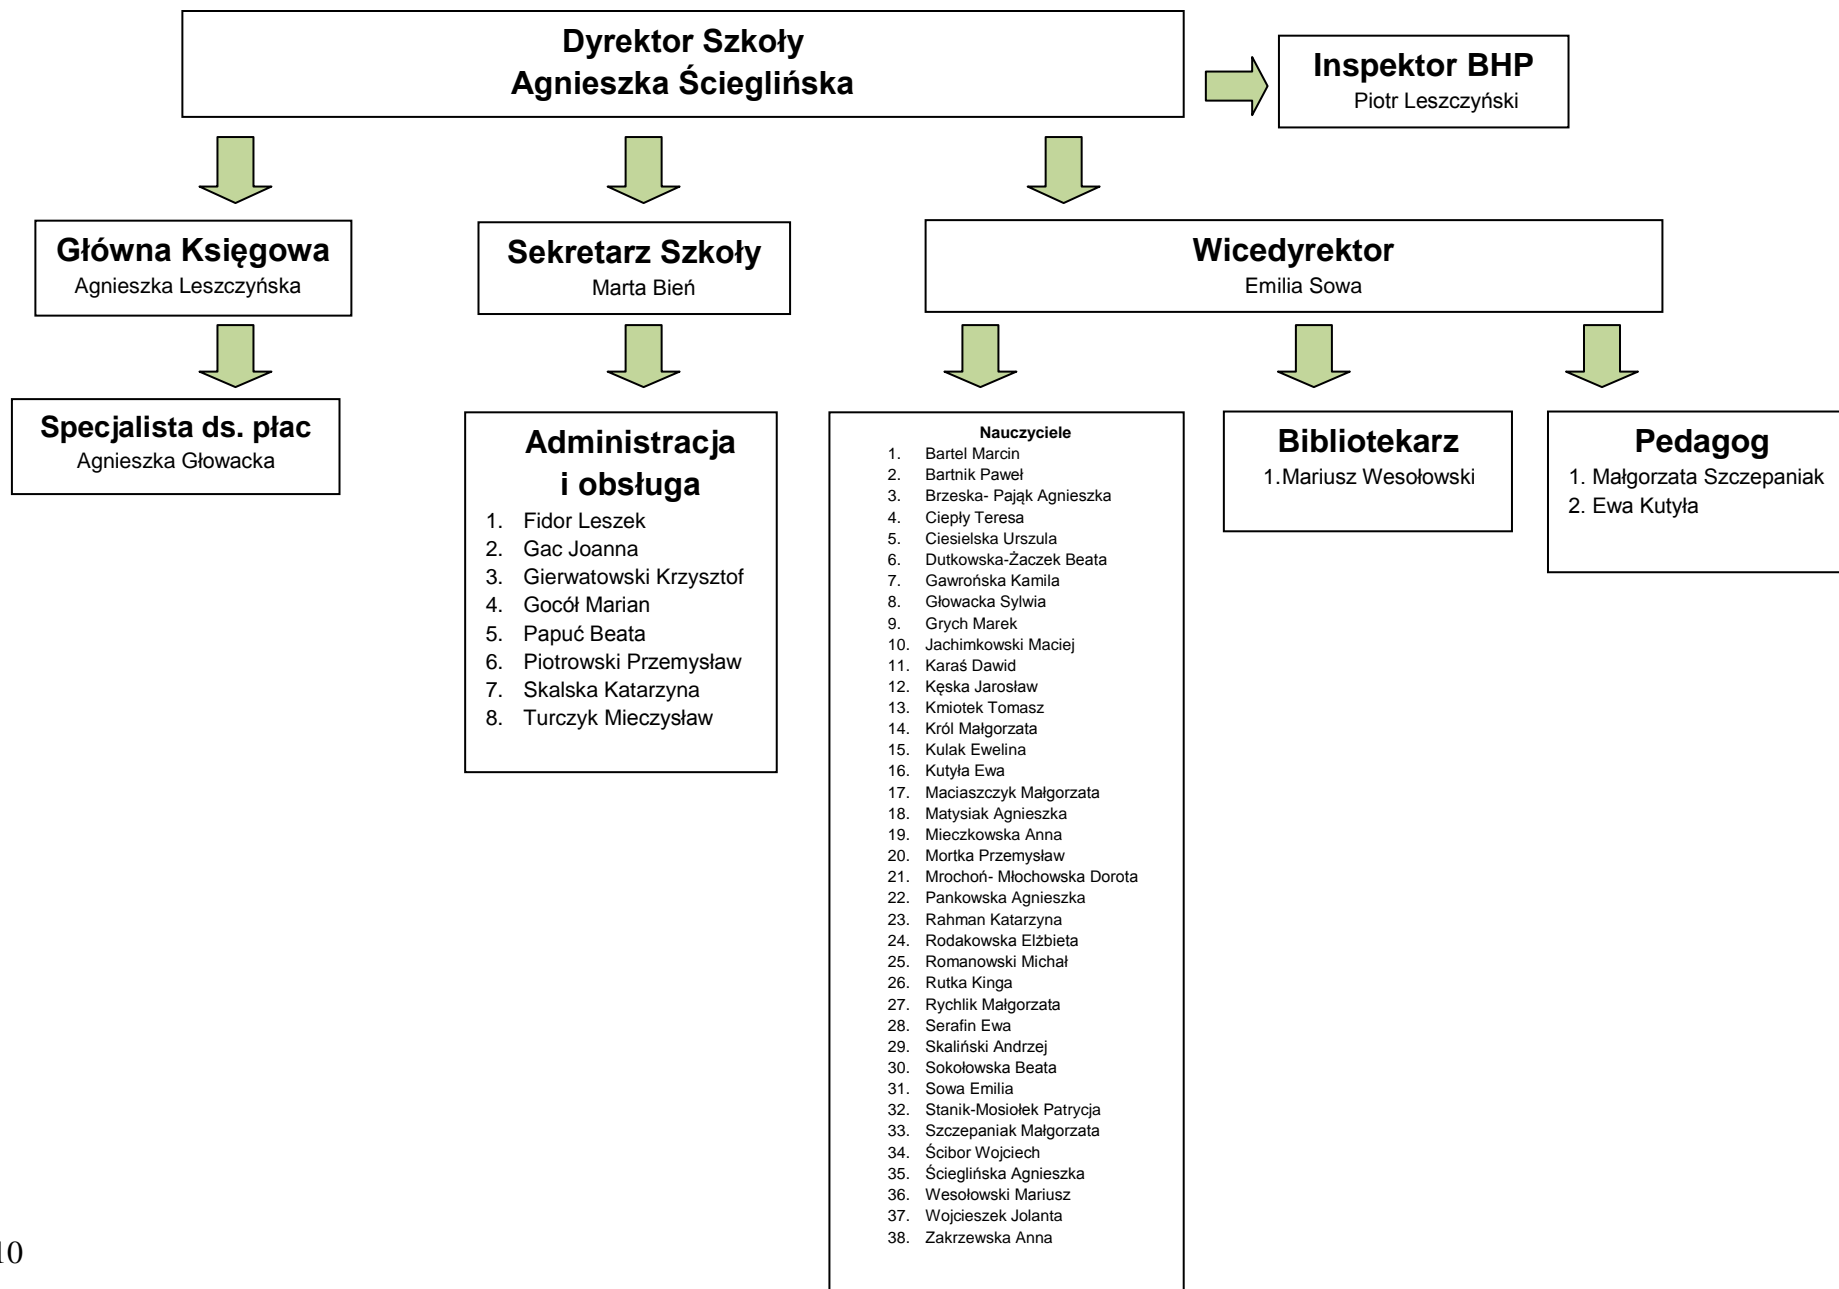 Dyrektor Szkoły
Agnieszka Ścieglińska
Inspektor BHP
Piotr Leszczyński
Główna Księgowa
Agnieszka Leszczyńska
Sekretarz Szkoły
Marta Bień
Wicedyrektor
Emilia Sowa
Specjalista ds. płac
Agnieszka Głowacka
Administracja
i obsługa
1. Fidor Leszek
2. Gac Joanna
3. Gierwatowski Krzysztof
4. Gocół Marian
5. Papuć Beata
6. Piotrowski Przemysław
7. Skalska Katarzyna
8. Turczyk Mieczysław
Nauczyciele
1. Bartel Marcin
2. Bartnik Paweł
3. Brzeska- Pająk Agnieszka
4. Ciepły Teresa
5. Ciesielska Urszula
6. Dutkowska-Żaczek Beata
7. Gawrońska Kamila
8. Głowacka Sylwia
9. Grych Marek
10. Jachimkowski Maciej
11. Karaś Dawid
12. Kęska Jarosław
13. Kmiotek Tomasz
14. Król Małgorzata
15. Kulak Ewelina
16. Kutyła Ewa
17. Maciaszczyk Małgorzata
18. Matysiak Agnieszka
19. Mieczkowska Anna
20. Mortka Przemysław
21. Mrochoń- Młochowska Dorota
22. Pankowska Agnieszka
23. Rahman Katarzyna
24. Rodakowska Elżbieta
25. Romanowski Michał
26. Rutka Kinga
27. Rychlik Małgorzata
28. Serafin Ewa
29. Skaliński Andrzej
30. Sokołowska Beata
31. Sowa Emilia
32. Stanik-Mosiołek Patrycja
33. Szczepaniak Małgorzata
34. Ścibor Wojciech
35. Ścieglińska Agnieszka
36. Wesołowski Mariusz
37. Wojcieszek Jolanta
38. Zakrzewska Anna
Bibliotekarz
1.Mariusz Wesołowski
Pedagog
1. Małgorzata Szczepaniak
2. Ewa Kutyła
10